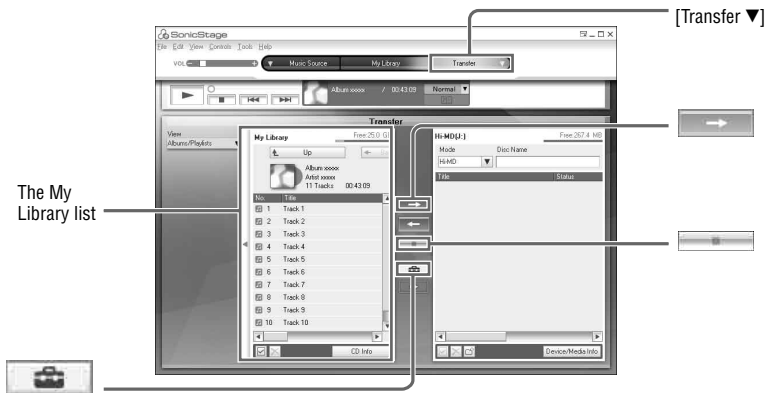 [Transfer ▼]
SonicStage
File Edit View Controls Tools Help
VOL
Music Source
My Library
Transfer
Album xxxxx / 00:43:09
Normal
Transfer
View
Albums/Playlists
My Library
Free:25.0 G
Up
Album xxxxx
Artist xxxxx
11 Tracks 00:43:09
No. Title
1 Track 1
2 Track 2
3 Track 3
4 Track 4
5 Track 5
6 Track 6
7 Track 7
8 Track 8
9 Track 9
10 Track 10
CD Info
Hi-MD(J:)
Free:267.4 MB
Mode
Disc Name
Hi-MD
Title
Status
Device/Media Info
The My
Library list